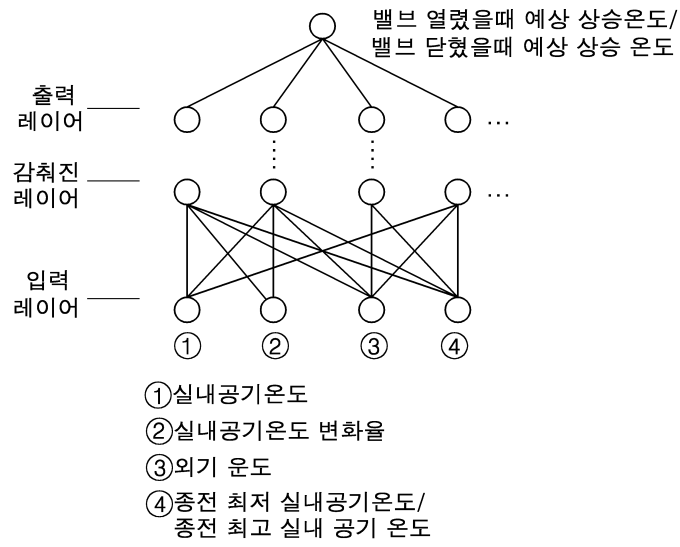 밸브 열렸을때 예상 상승온도/
밸브 닫혔을때 예상 상승 온도
출력
레이어
...
감춰진
레이어
...
입력
레이어
① ② ③ ④
①실내공기온도
②실내공기온도 변화율
③외기 운도
④종전 최저 실내공기온도/
종전 최고 실내 공기 온도